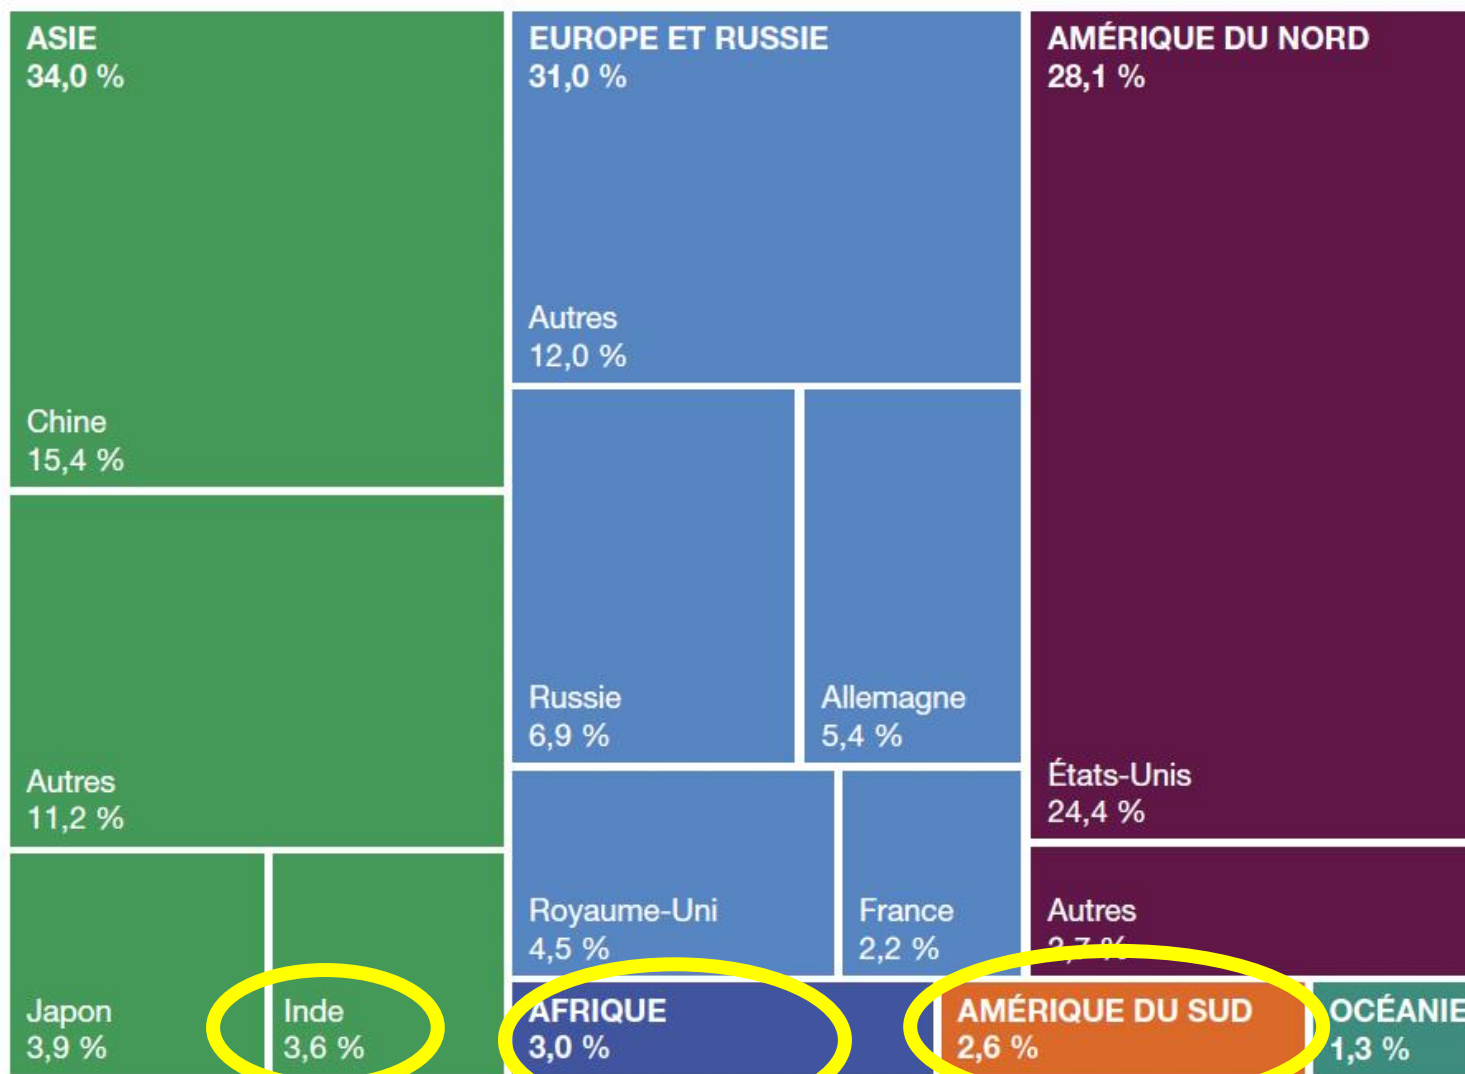 ASIE
34,0 %
Chine
15,4 %
Autres
11,2 %
Japon
3,9 %
Inde
3,6 %
EUROPE ET RUSSIE
31,0 %
Autres
12,0 %
Russie
6,9 %
Allemagne
5,4 %
Royaume-Uni
4,5 %
France
2,2 %
AMÉRIQUE DU NORD
28,1 %
États-Unis
24,4 %
Autres
3,7 %
AFRIQUE
3,0 %
AMÉRIQUE DU SUD
2,6 %
OCÉANIE
1,3 %